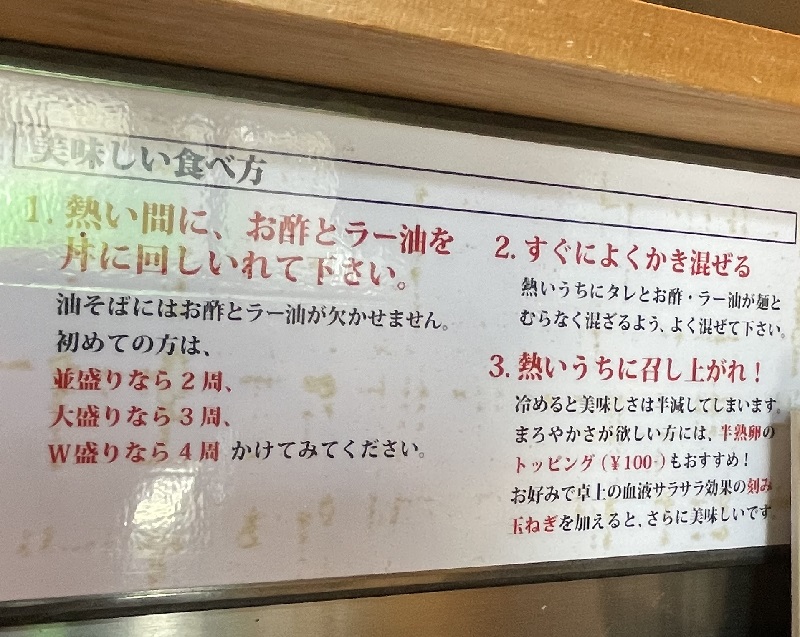 美味しい食べ方
1. 熱い間に、お酢とラー油を
丼に回しいれて下さい。
油そばにはお酢とラー油が欠かせません。
初めての方は、
並盛りなら2周、
大盛りなら3周、
W盛りなら4周 かけてみてください。
2. すぐによくかき混ぜる
熱いうちにタレとお酢・ラー油が麺と
むらなく混ざるよう、よく混ぜて下さい。
3. 熱いうちに召し上がれ！
冷めると美味しさは半減してしまいます。
まろやかさが欲しい方には、半熟卵の
トッピング(¥100-)もおすすめ！
お好みで卓上の血液サラサラ効果の刻み
玉ねぎを加えると、さらに美味しいです